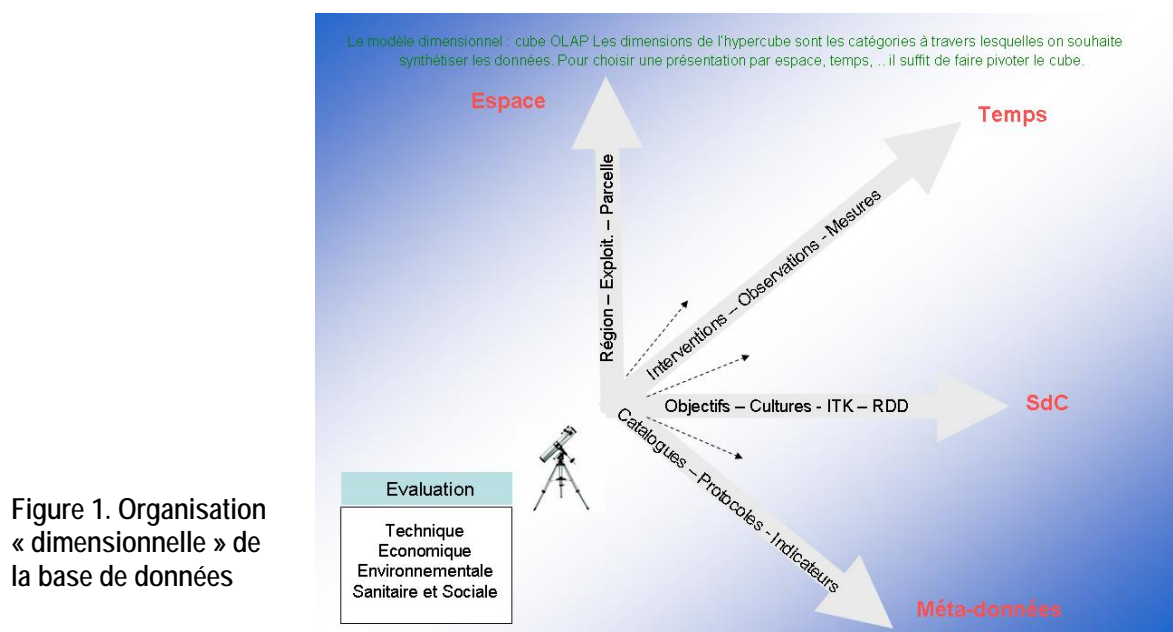 Le modèle dimensionnel : cube OLAP Les dimensions de l'hypercube sont les catégories à travers lesquelles on souhaite
synthétiser les données. Pour choisir une présentation par espace, temps, .. il suffit de faire pivoter le cube.
Espace
Temps
Région – Exploit. – Parcelle
Interventions – Observations - Mesures
Objectifs – Cultures - ITK – RDD
SdC
Catalogues – Protocoles - Indicateurs
Méta-données
Evaluation
Technique
Economique
Environnementale
Sanitaire et Sociale
Figure 1. Organisation
« dimensionnelle » de
la base de données